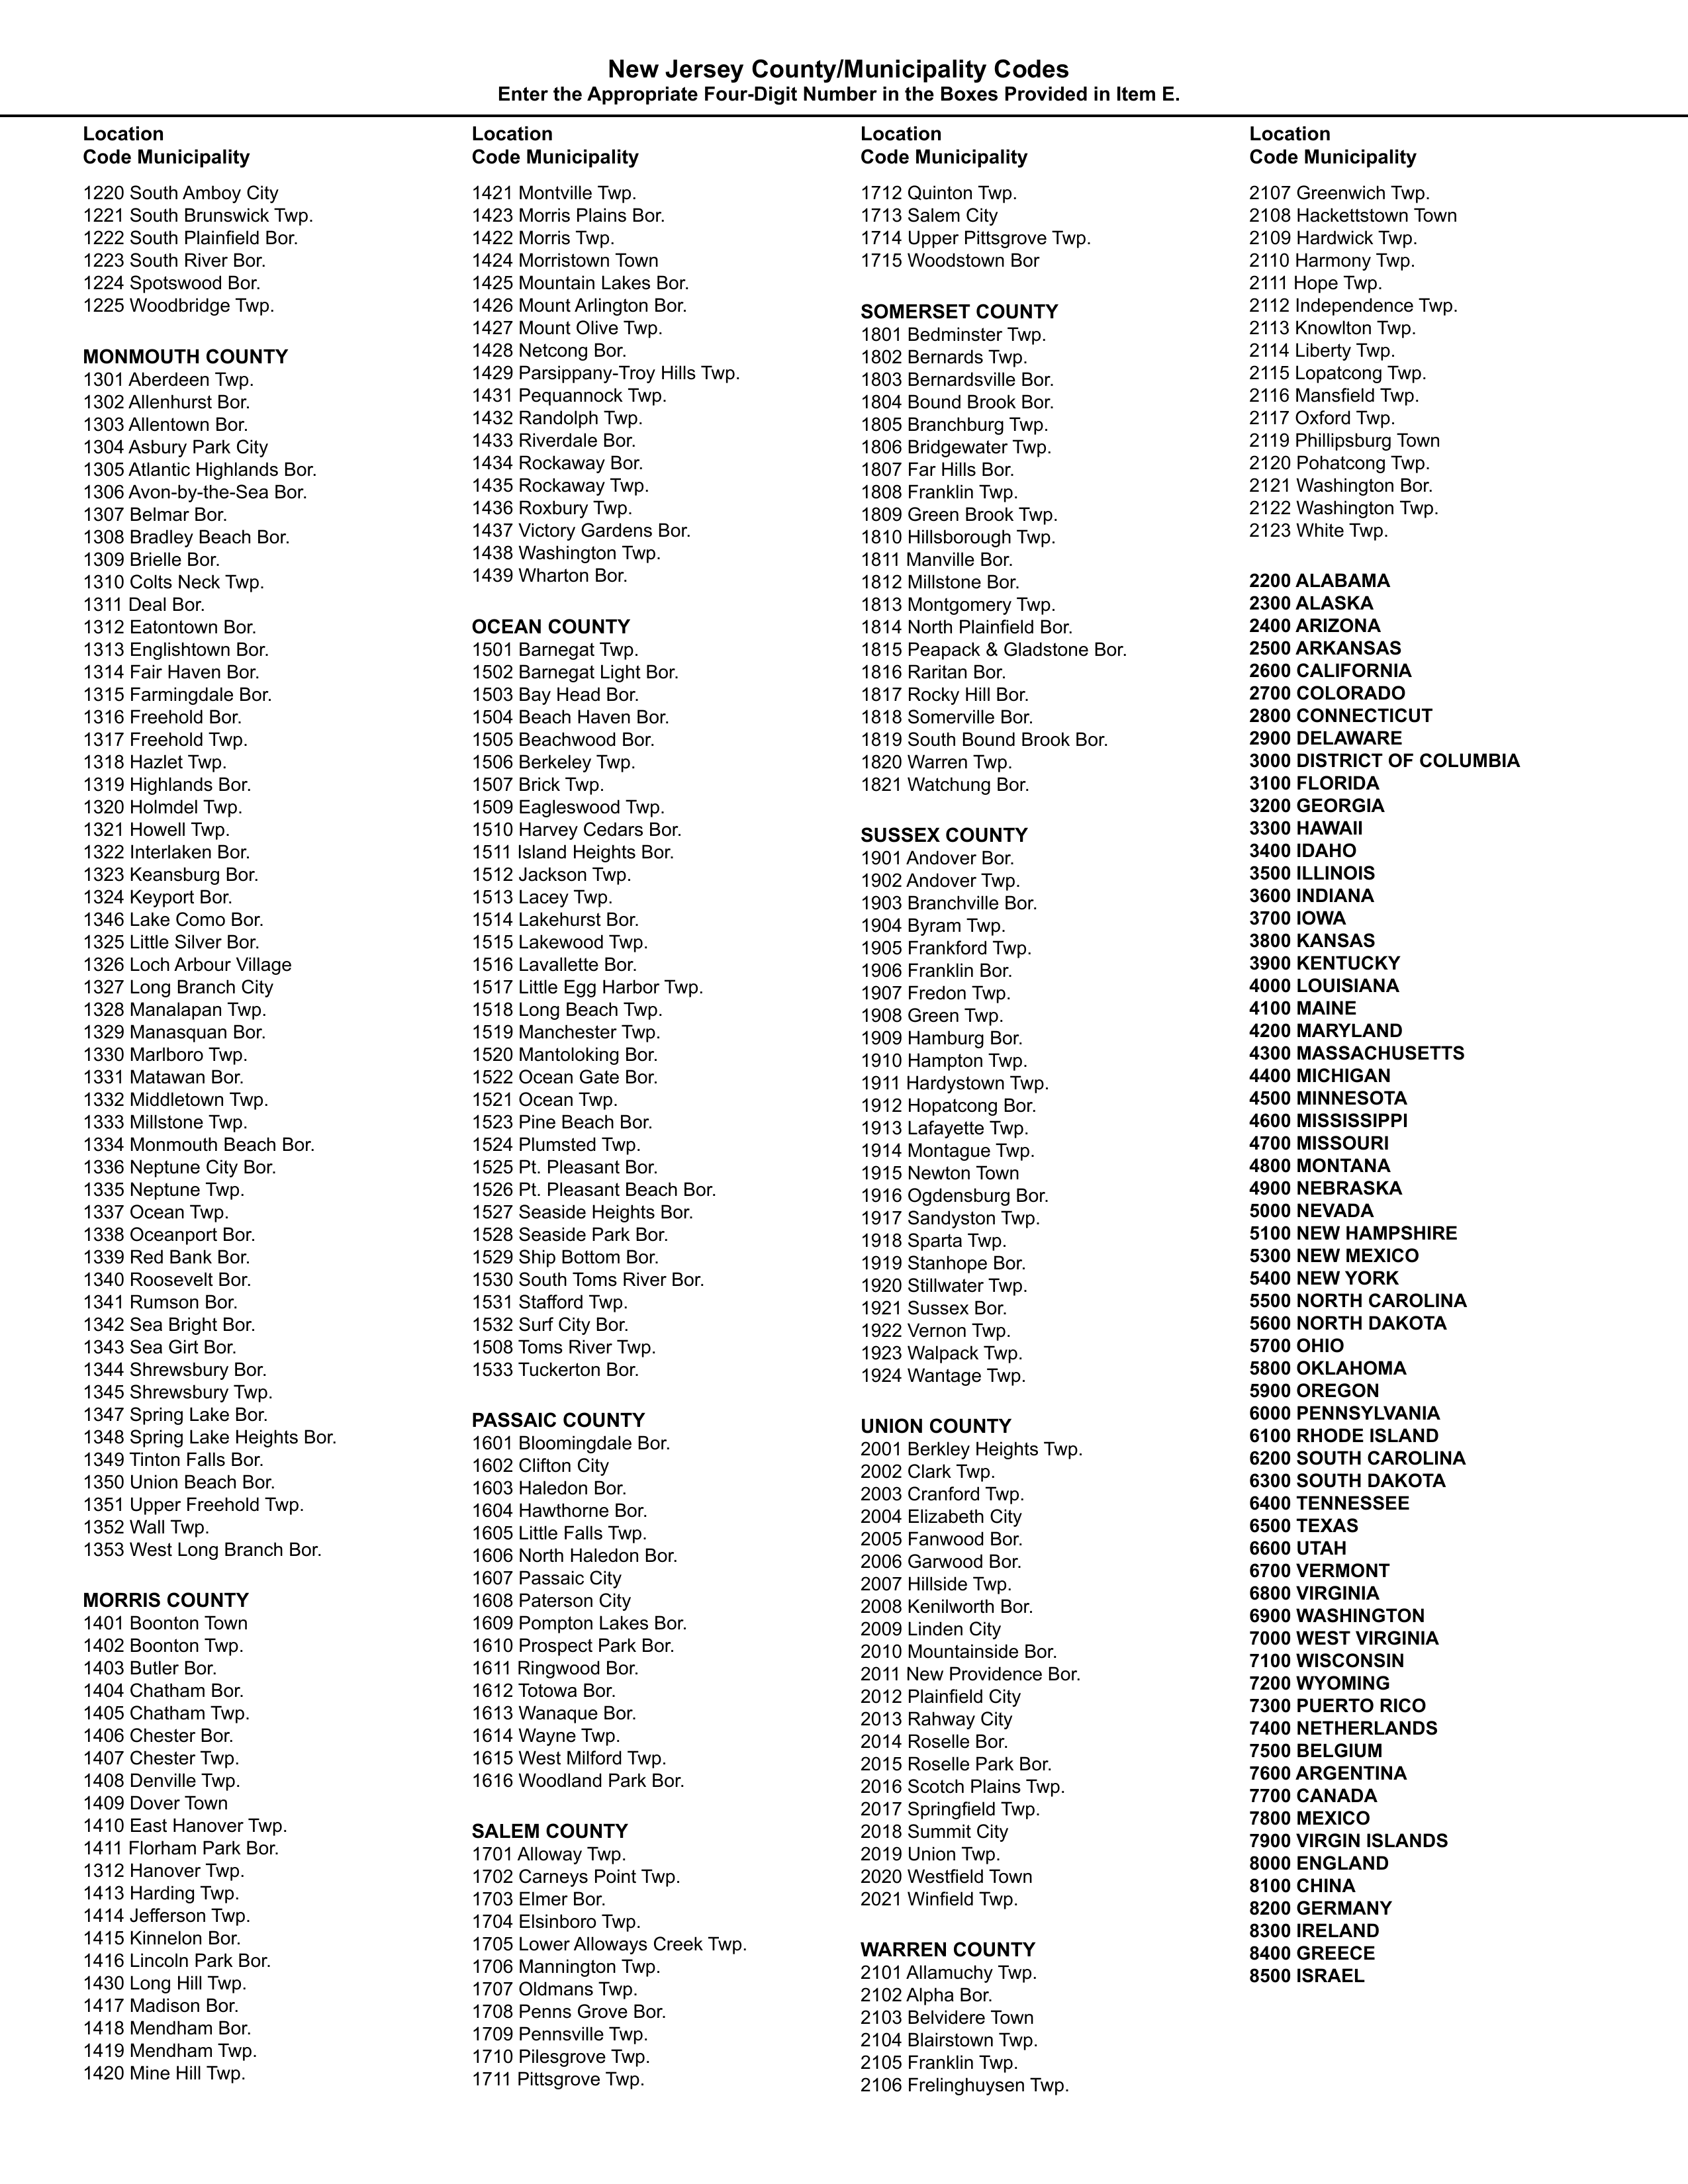 New Jersey County/Municipality Codes
Enter the Appropriate Four-Digit Number in the Boxes Provided in Item E.
Location
Code Municipality
1220 South Amboy City
1221 South Brunswick Twp.
1222 South Plainfield Bor.
1223 South River Bor.
1224 Spotswood Bor.
1225 Woodbridge Twp.
MONMOUTH COUNTY
1301 Aberdeen Twp.
1302 Allenhurst Bor.
1303 Allentown Bor.
1304 Asbury Park City
1305 Atlantic Highlands Bor.
1306 Avon-by-the-Sea Bor.
1307 Belmar Bor.
1308 Bradley Beach Bor.
1309 Brielle Bor.
1310 Colts Neck Twp.
1311 Deal Bor.
1312 Eatontown Bor.
1313 Englishtown Bor.
1314 Fair Haven Bor.
1315 Farmingdale Bor.
1316 Freehold Bor.
1317 Freehold Twp.
1318 Hazlet Twp.
1319 Highlands Bor.
1320 Holmdel Twp.
1321 Howell Twp.
1322 Interlaken Bor.
1323 Keansburg Bor.
1324 Keyport Bor.
1346 Lake Como Bor.
1325 Little Silver Bor.
1326 Loch Arbour Village
1327 Long Branch City
1328 Manalapan Twp.
1329 Manasquan Bor.
1330 Marlboro Twp.
1331 Matawan Bor.
1332 Middletown Twp.
1333 Millstone Twp.
1334 Monmouth Beach Bor.
1336 Neptune City Bor.
1335 Neptune Twp.
1337 Ocean Twp.
1338 Oceanport Bor.
1339 Red Bank Bor.
1340 Roosevelt Bor.
1341 Rumson Bor.
1342 Sea Bright Bor.
1343 Sea Girt Bor.
1344 Shrewsbury Bor.
1345 Shrewsbury Twp.
1347 Spring Lake Bor.
1348 Spring Lake Heights Bor.
1349 Tinton Falls Bor.
1350 Union Beach Bor.
1351 Upper Freehold Twp.
1352 Wall Twp.
1353 West Long Branch Bor.
MORRIS COUNTY
1401 Boonton Town
1402 Boonton Twp.
1403 Butler Bor.
1404 Chatham Bor.
1405 Chatham Twp.
1406 Chester Bor.
1407 Chester Twp.
1408 Denville Twp.
1409 Dover Town
1410 East Hanover Twp.
1411 Florham Park Bor.
1312 Hanover Twp.
1413 Harding Twp.
1414 Jefferson Twp.
1415 Kinnelon Bor.
1416 Lincoln Park Bor.
1430 Long Hill Twp.
1417 Madison Bor.
1418 Mendham Bor.
1419 Mendham Twp.
1420 Mine Hill Twp.
Location
Code Municipality
1421 Montville Twp.
1423 Morris Plains Bor.
1422 Morris Twp.
1424 Morristown Town
1425 Mountain Lakes Bor.
1426 Mount Arlington Bor.
1427 Mount Olive Twp.
1428 Netcong Bor.
1429 Parsippany-Troy Hills Twp.
1431 Pequannock Twp.
1432 Randolph Twp.
1433 Riverdale Bor.
1434 Rockaway Bor.
1435 Rockaway Twp.
1436 Roxbury Twp.
1437 Victory Gardens Bor.
1438 Washington Twp.
1439 Wharton Bor.
OCEAN COUNTY
1501 Barnegat Twp.
1502 Barnegat Light Bor.
1503 Bay Head Bor.
1504 Beach Haven Bor.
1505 Beachwood Bor.
1506 Berkeley Twp.
1507 Brick Twp.
1509 Eagleswood Twp.
1510 Harvey Cedars Bor.
1511 Island Heights Bor.
1512 Jackson Twp.
1513 Lacey Twp.
1514 Lakehurst Bor.
1515 Lakewood Twp.
1516 Lavallette Bor.
1517 Little Egg Harbor Twp.
1518 Long Beach Twp.
1519 Manchester Twp.
1520 Mantoloking Bor.
1522 Ocean Gate Bor.
1521 Ocean Twp.
1523 Pine Beach Bor.
1524 Plumsted Twp.
1525 Pt. Pleasant Bor.
1526 Pt. Pleasant Beach Bor.
1527 Seaside Heights Bor.
1528 Seaside Park Bor.
1529 Ship Bottom Bor.
1530 South Toms River Bor.
1531 Stafford Twp.
1532 Surf City Bor.
1508 Toms River Twp.
1533 Tuckerton Bor.
PASSAIC COUNTY
1601 Bloomingdale Bor.
1602 Clifton City
1603 Haledon Bor.
1604 Hawthorne Bor.
1605 Little Falls Twp.
1606 North Haledon Bor.
1607 Passaic City
1608 Paterson City
1609 Pompton Lakes Bor.
1610 Prospect Park Bor.
1611 Ringwood Bor.
1612 Totowa Bor.
1613 Wanaque Bor.
1614 Wayne Twp.
1615 West Milford Twp.
1616 Woodland Park Bor.
SALEM COUNTY
1701 Alloway Twp.
1702 Carneys Point Twp.
1703 Elmer Bor.
1704 Elsinboro Twp.
1705 Lower Alloways Creek Twp.
1706 Mannington Twp.
1707 Oldmans Twp.
1708 Penns Grove Bor.
1709 Pennsville Twp.
1710 Pilesgrove Twp.
1711 Pittsgrove Twp.
Location
Code Municipality
1712 Quinton Twp.
1713 Salem City
1714 Upper Pittsgrove Twp.
1715 Woodstown Bor
SOMERSET COUNTY
1801 Bedminster Twp.
1802 Bernards Twp.
1803 Bernardsville Bor.
1804 Bound Brook Bor.
1805 Branchburg Twp.
1806 Bridgewater Twp.
1807 Far Hills Bor.
1808 Franklin Twp.
1809 Green Brook Twp.
1810 Hillsborough Twp.
1811 Manville Bor.
1812 Millstone Bor.
1813 Montgomery Twp.
1814 North Plainfield Bor.
1815 Peapack & Gladstone Bor.
1816 Raritan Bor.
1817 Rocky Hill Bor.
1818 Somerville Bor.
1819 South Bound Brook Bor.
1820 Warren Twp.
1821 Watchung Bor.
SUSSEX COUNTY
1901 Andover Bor.
1902 Andover Twp.
1903 Branchville Bor.
1904 Byram Twp.
1905 Frankford Twp.
1906 Franklin Bor.
1907 Fredon Twp.
1908 Green Twp.
1909 Hamburg Bor.
1910 Hampton Twp.
1911 Hardystown Twp.
1912 Hopatcong Bor.
1913 Lafayette Twp.
1914 Montague Twp.
1915 Newton Town
1916 Ogdensburg Bor.
1917 Sandyston Twp.
1918 Sparta Twp.
1919 Stanhope Bor.
1920 Stillwater Twp.
1921 Sussex Bor.
1922 Vernon Twp.
1923 Walpack Twp.
1924 Wantage Twp.
UNION COUNTY
2001 Berkley Heights Twp.
2002 Clark Twp.
2003 Cranford Twp.
2004 Elizabeth City
2005 Fanwood Bor.
2006 Garwood Bor.
2007 Hillside Twp.
2008 Kenilworth Bor.
2009 Linden City
2010 Mountainside Bor.
2011 New Providence Bor.
2012 Plainfield City
2013 Rahway City
2014 Roselle Bor.
2015 Roselle Park Bor.
2016 Scotch Plains Twp.
2017 Springfield Twp.
2018 Summit City
2019 Union Twp.
2020 Westfield Town
2021 Winfield Twp.
WARREN COUNTY
2101 Allamuchy Twp.
2102 Alpha Bor.
2103 Belvidere Town
2104 Blairstown Twp.
2105 Franklin Twp.
2106 Frelinghuysen Twp.
Location
Code Municipality
2107 Greenwich Twp.
2108 Hackettstown Town
2109 Hardwick Twp.
2110 Harmony Twp.
2111 Hope Twp.
2112 Independence Twp.
2113 Knowlton Twp.
2114 Liberty Twp.
2115 Lopatcong Twp.
2116 Mansfield Twp.
2117 Oxford Twp.
2119 Phillipsburg Town
2120 Pohatcong Twp.
2121 Washington Bor.
2122 Washington Twp.
2123 White Twp.
2200 ALABAMA
2300 ALASKA
2400 ARIZONA
2500 ARKANSAS
2600 CALIFORNIA
2700 COLORADO
2800 CONNECTICUT
2900 DELAWARE
3000 DISTRICT OF COLUMBIA
3100 FLORIDA
3200 GEORGIA
3300 HAWAII
3400 IDAHO
3500 ILLINOIS
3600 INDIANA
3700 IOWA
3800 KANSAS
3900 KENTUCKY
4000 LOUISIANA
4100 MAINE
4200 MARYLAND
4300 MASSACHUSETTS
4400 MICHIGAN
4500 MINNESOTA
4600 MISSISSIPPI
4700 MISSOURI
4800 MONTANA
4900 NEBRASKA
5000 NEVADA
5100 NEW HAMPSHIRE
5300 NEW MEXICO
5400 NEW YORK
5500 NORTH CAROLINA
5600 NORTH DAKOTA
5700 OHIO
5800 OKLAHOMA
5900 OREGON
6000 PENNSYLVANIA
6100 RHODE ISLAND
6200 SOUTH CAROLINA
6300 SOUTH DAKOTA
6400 TENNESSEE
6500 TEXAS
6600 UTAH
6700 VERMONT
6800 VIRGINIA
6900 WASHINGTON
7000 WEST VIRGINIA
7100 WISCONSIN
7200 WYOMING
7300 PUERTO RICO
7400 NETHERLANDS
7500 BELGIUM
7600 ARGENTINA
7700 CANADA
7800 MEXICO
7900 VIRGIN ISLANDS
8000 ENGLAND
8100 CHINA
8200 GERMANY
8300 IRELAND
8400 GREECE
8500 ISRAEL